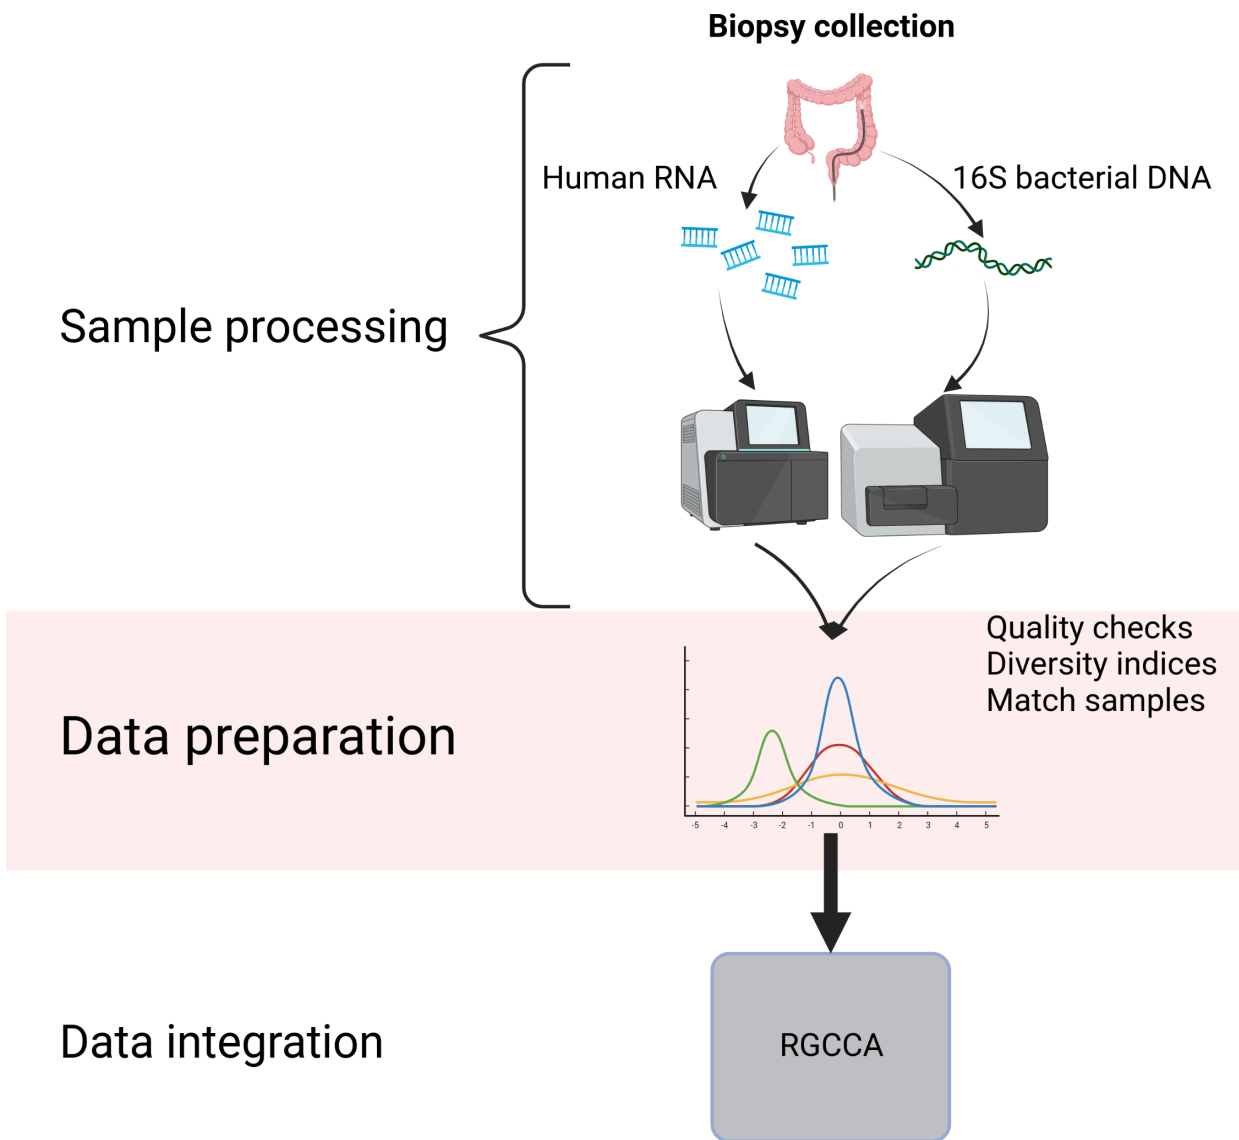 Biopsy collection
Human RNA
16S bacterial DNA
Sample processing
Quality checks
Diversity indices
Match samples
Data preparation
-5 -4 -3 -2 -1 0 1 2 3 4 5
Data integration
RGCCA